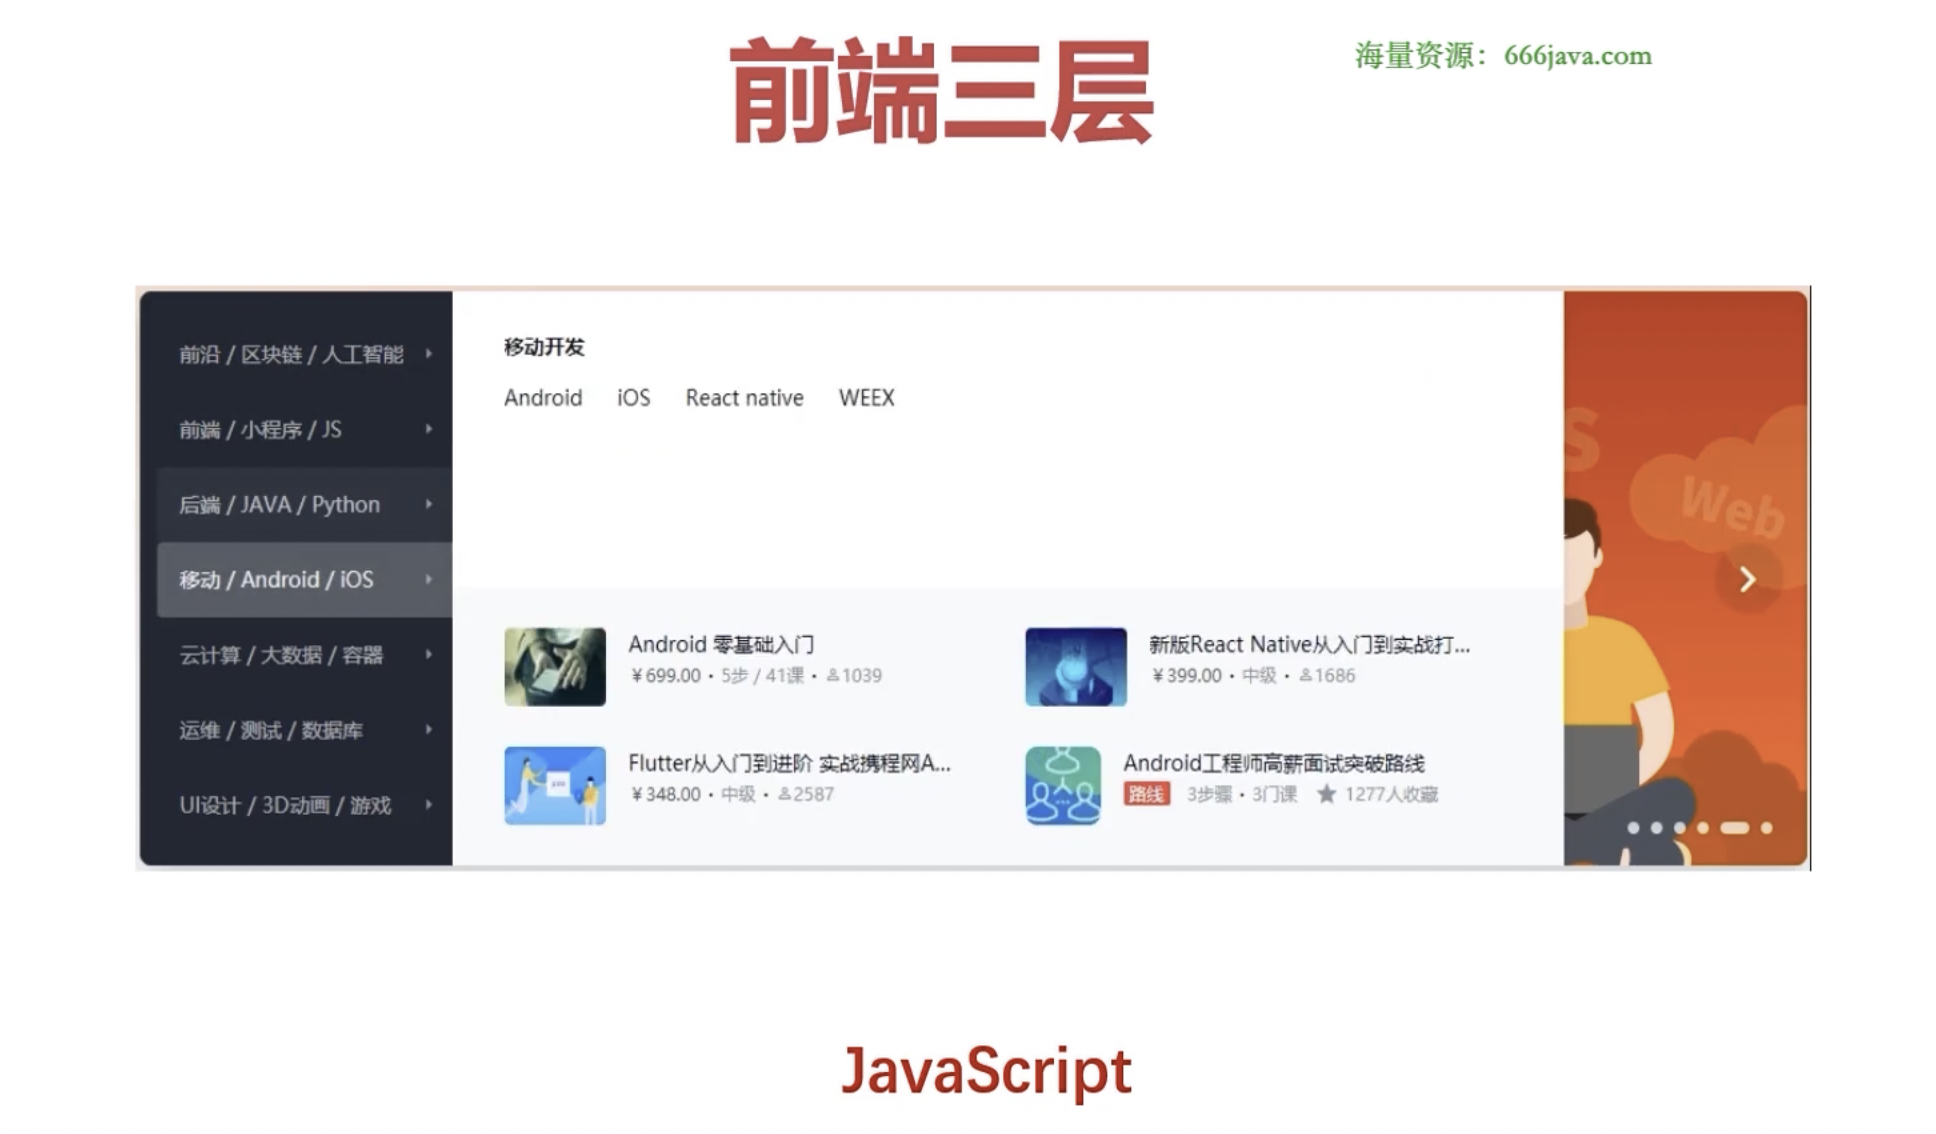 前端三层
海量资源：666java.com
前沿 / 区块链 / 人工智能
前端 / 小程序 / JS
后端 / JAVA / Python
移动 / Android / iOS
云计算 / 大数据 / 容器
运维 / 测试 / 数据库
UI设计 / 3D动画 / 游戏
移动开发
Android iOS React native WEEX
Android 零基础入门
¥699.00 · 5步 / 41课 · 1039
新版React Native从入门到实战打...
¥399.00 · 中级 · 1686
Flutter从入门到进阶 实战携程网A...
¥348.00 · 中级 · 2587
Android工程师高薪面试突破路线
路线 3步骤 · 3门课 ★ 1277人收藏
S
Web
JavaScript